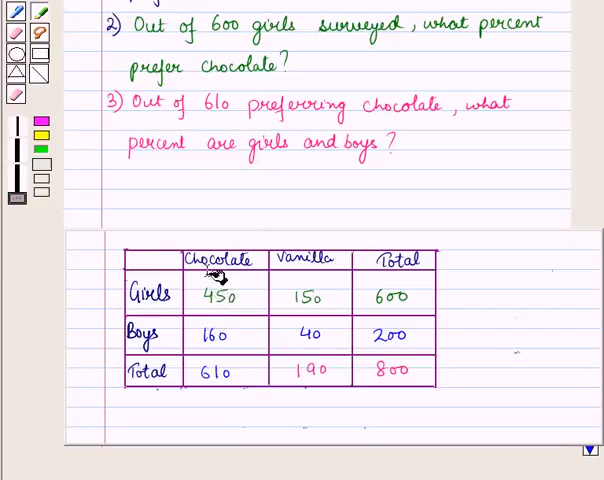 2) Out of 600 girls surveyed, what percent
prefer chocolate?
3) Out of 610 preferring chocolate, what
percent are girls and boys?
Chocolate Vanilla Total
Girls 450 150 600
Boys 160 40 200
Total 610 190 800